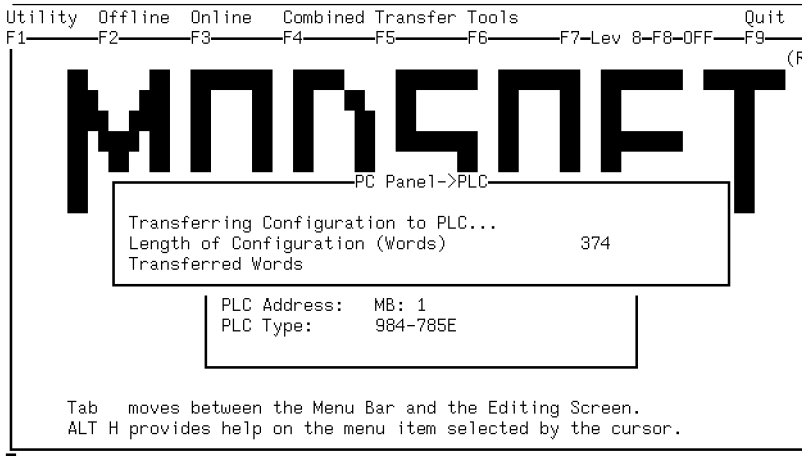 Utility Offline Online Combined Transfer Tools Quit
F1 F2 F3 F4 F5 F6 F7-Lev 8-F8-OFF F9
(R
MODSOFT
PC Panel->PLC
Transferring Configuration to PLC...
Length of Configuration (Words) 374
Transferred Words
PLC Address: MB: 1
PLC Type: 984-785E
Tab moves between the Menu Bar and the Editing Screen.
ALT H provides help on the menu item selected by the cursor.